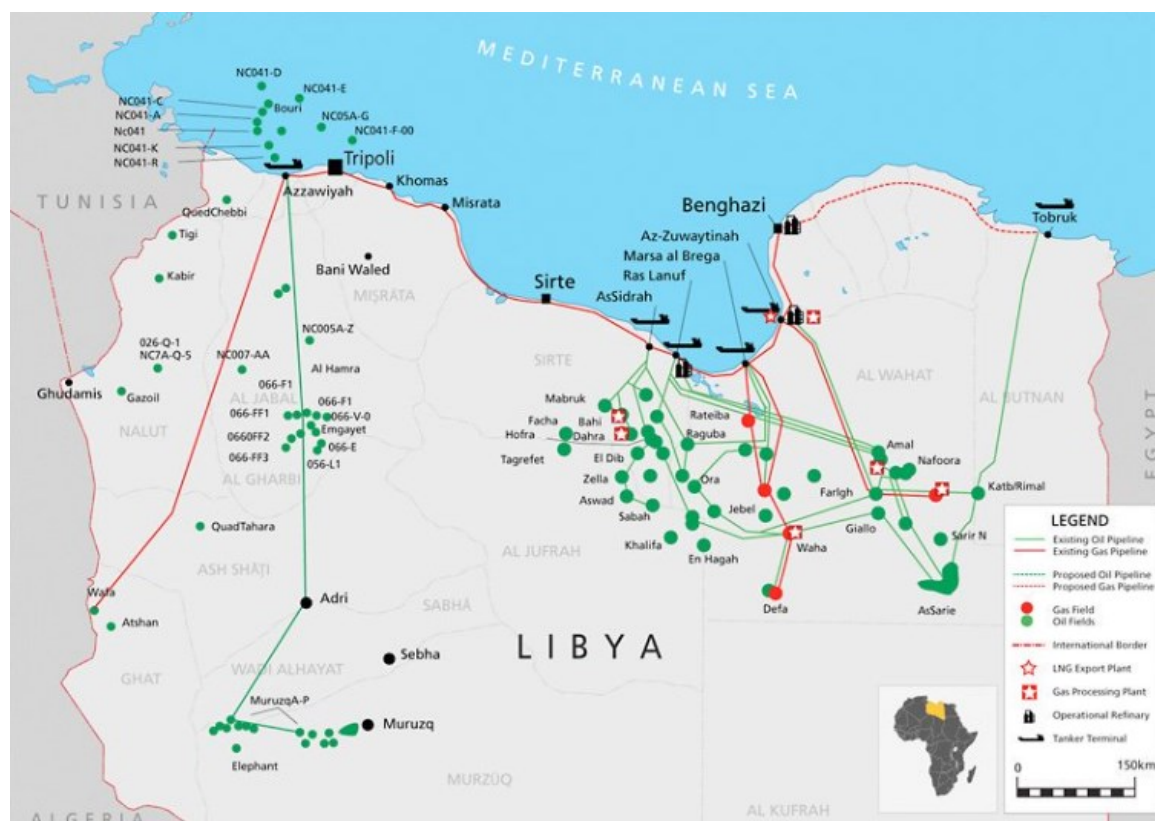 MEDITERRANEAN SEA
NC041-D
NC041-E
NC041-C
Bouri
NC041-A
NC05A-G
Nc041
NC041-F-00
NC041-K
NC041-R
Tripoli
Azzawiyah
Khomas
Misrata
TUNISIA
QuedChebbi
Tigi
Kabir
Bani Waled
MIŞRĀTA
Benghazi
Tobruk
Az-Zuwaytinah
Marsa al Brega
Ras Lanuf
AsSidrah
Sirte
SIRTE
AL WAHAT
AL BUTNAN
EGYPT
026-Q-1
NC7A-Q-5
NC005A-Z
NC007-AA
Al Hamra
Ghudamis
Gazoil
066-F1
AL JABAL
066-F1
066-FF1
066-V-0
NALUT
Emgayet
0660FF2
066-E
066-FF3
056-L1
AL GHARBI
Mabruk
Facha
Bahi
Hofra
Dahra
Tagrefet
El Dib
Zella
Aswad
Sabah
Khalifa
En Hagah
Rateiba
Raguba
Ora
Jebel
Farlgh
Waha
Defa
Amal
Nafoora
Katb/Rimal
Giallo
Sarir N
AsSarie
QuadTahara
ASH SHĀŢI
AL JUFRAH
Wafa
Atshan
Adri
SABHĀ
LIBYA
Sebha
GHAT
WADI ALHAYAT
MuruzqA-P
Muruzq
Elephant
MURZŪQ
ALGERIA
AL KUFRAH
LEGEND
Existing Oil Pipeline
Existing Gas Pipeline
Proposed Oil Pipeline
Proposed Gas Pipeline
Gas Field
Oil Fields
International Border
LNG Export Plant
Gas Processing Plant
Operational Refinary
Tanker Terminal
0 150km